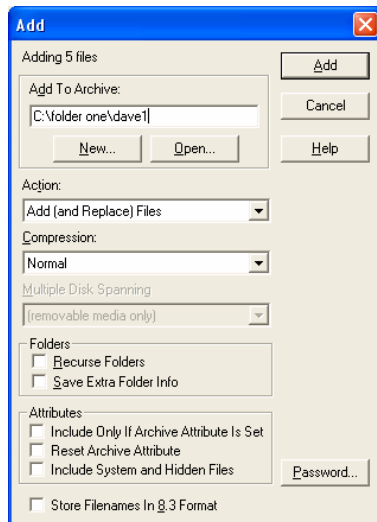 Add
Adding 5 files
Add
Add To Archive:
C:\folder one\dave1
Cancel
New...
Open...
Help
Action:
Add (and Replace) Files
Compression:
Normal
Multiple Disk Spanning
(removable media only)
Folders
Recurse Folders
Save Extra Folder Info
Attributes
Include Only If Archive Attribute Is Set
Reset Archive Attribute
Include System and Hidden Files
Password...
Store Filenames In 8.3 Format